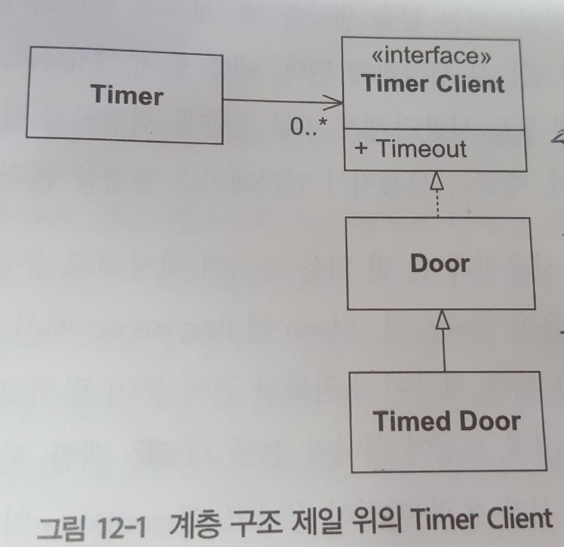 Timer
«interface»
Timer Client
0..*
+ Timeout
Door
Timed Door
그림 12-1 계층 구조 제일 위의 Timer Client